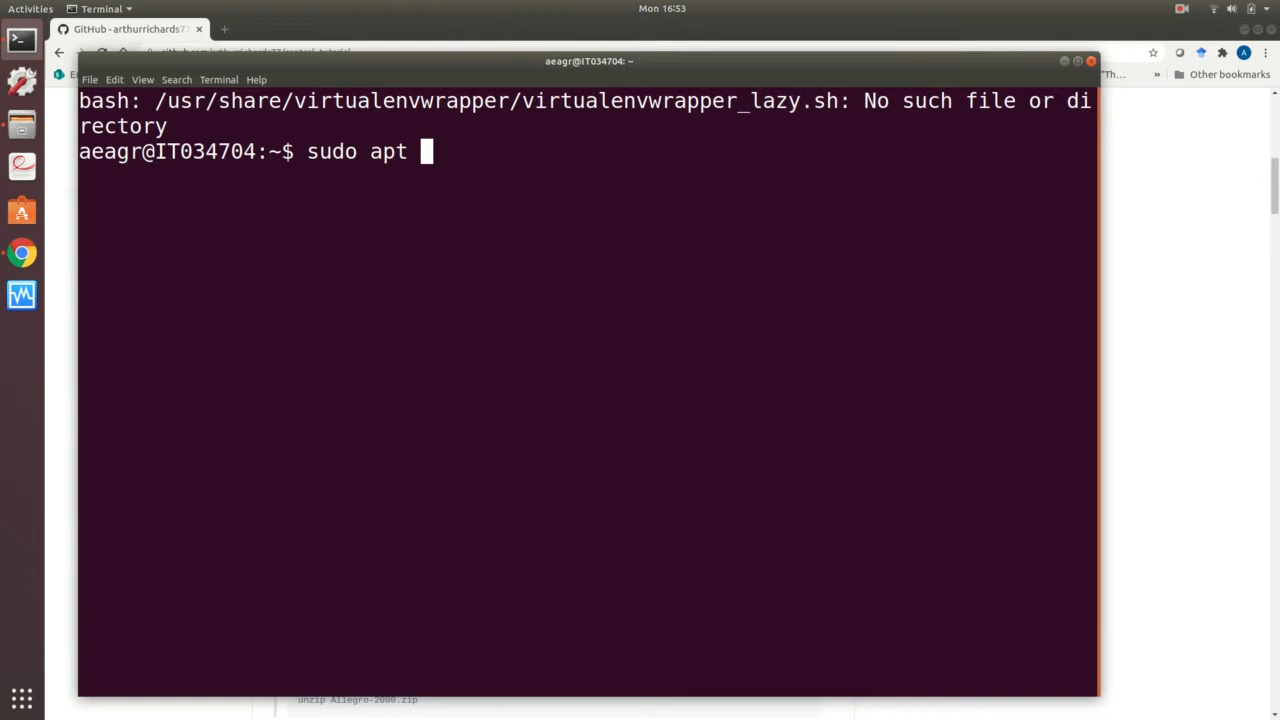 Activities
Terminal
Mon 16:53
GitHub - arthurrichards77
A
"Th...
»
Other bookmarks
aeagr@IT034704: ~
File Edit View Search Terminal Help
bash: /usr/share/virtualenvwrapper/virtualenvwrapper_lazy.sh: No such file or di
rectory
aeagr@IT034704:~$ sudo apt
unzip Allegro-2000.zip